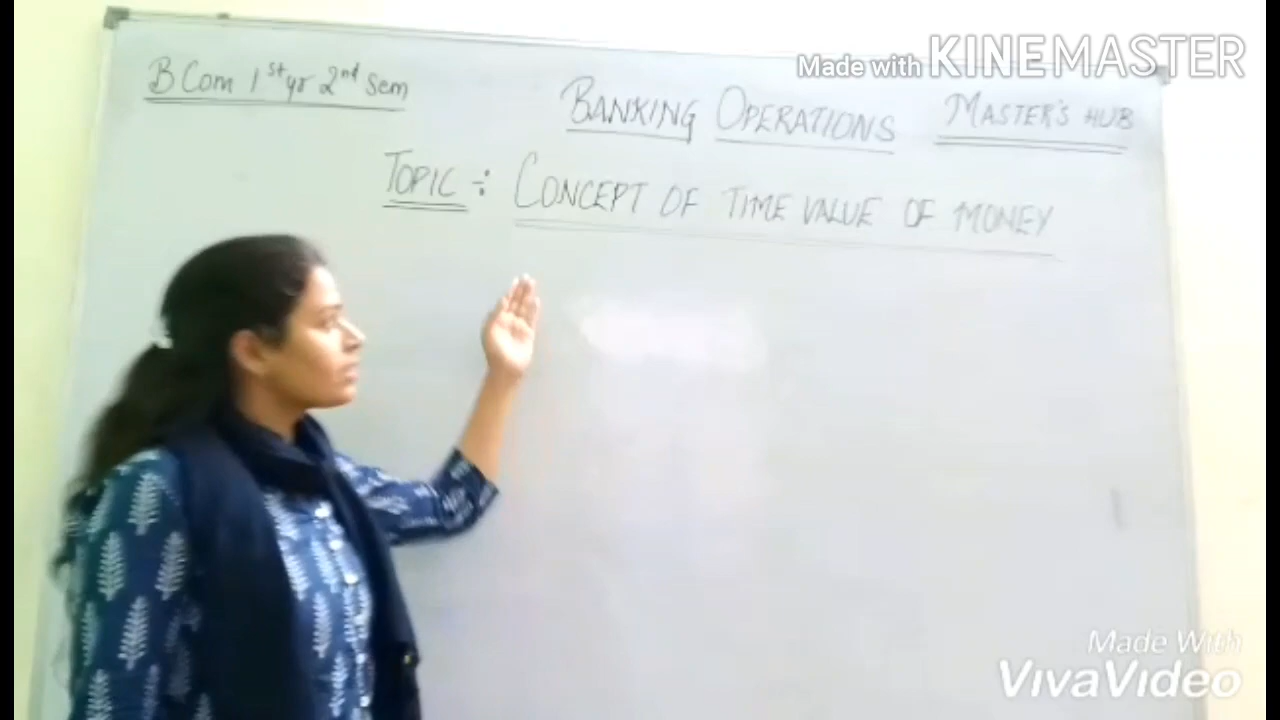 Made with KINEMASTER
B Com 1st yr 2nd Sem
BANKING OPERATIONS
MASTER'S HUB
TOPIC ÷ CONCEPT OF TIME VALUE OF MONEY
Made With
VivaVideo